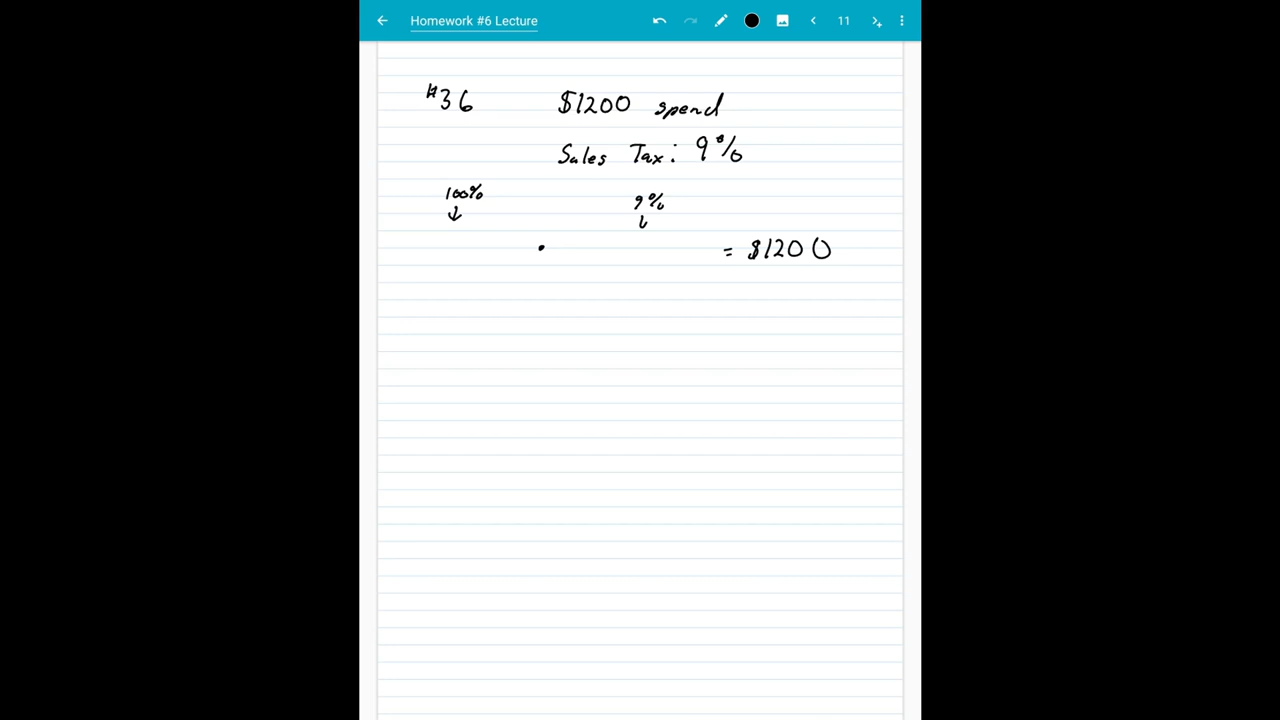 Homework #6 Lecture 11
#36 $1200 spend
Sales Tax: 9%
100% 9%
↓ ↓
. = $1200